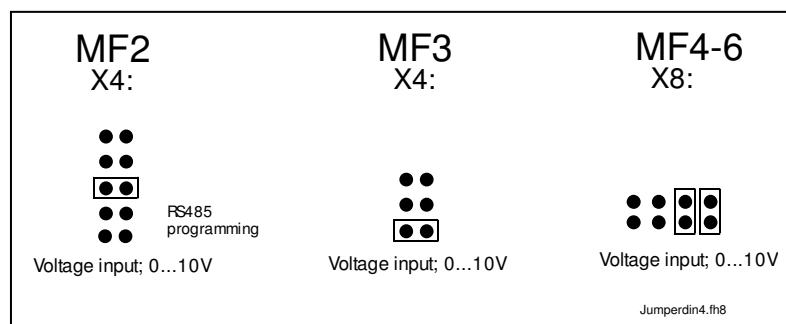 MF2
X4:
RS485
programming
Voltage input; 0...10V
MF3
X4:
Voltage input; 0...10V
MF4-6
X8:
Voltage input; 0...10V
Jumperdin4.fh8